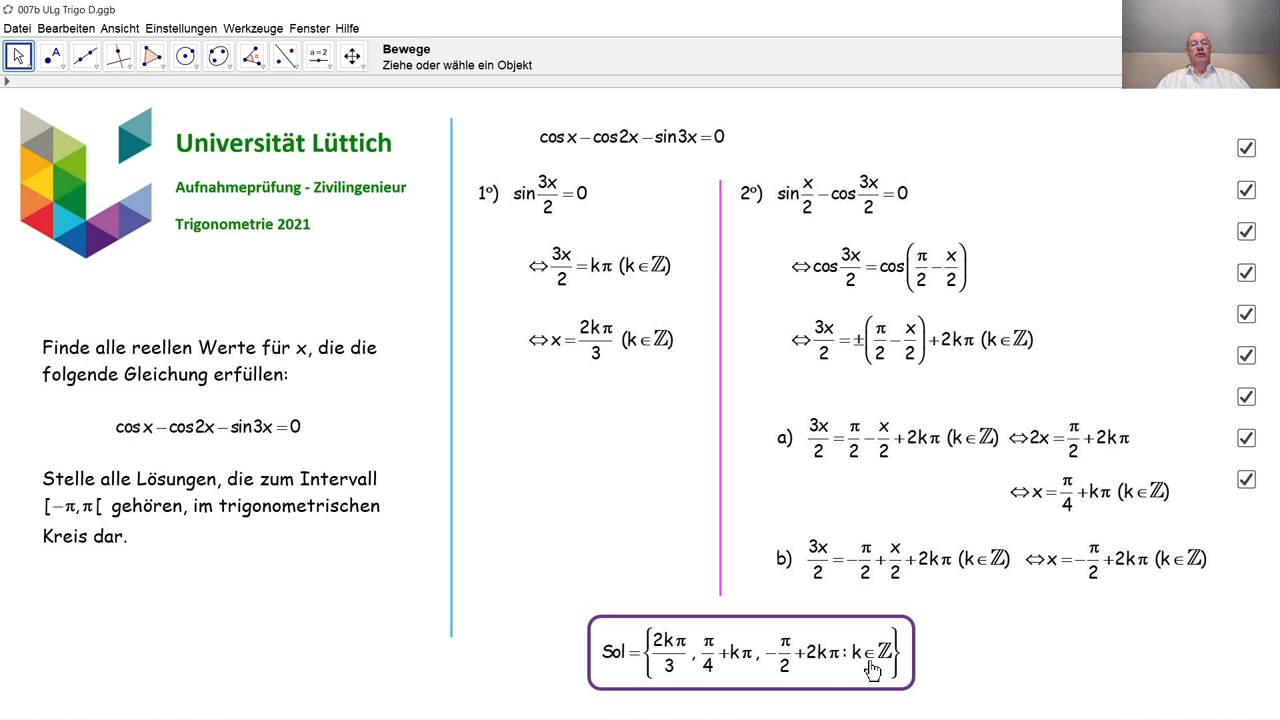 007b ULg Trigo D.ggb
Datei Bearbeiten Ansicht Einstellungen Werkzeuge Fenster Hilfe
A
a=2
Bewege
Ziehe oder wähle ein Objekt
Universität Lüttich
Aufnahmeprüfung - Zivilingenieur
Trigonometrie 2021
Finde alle reellen Werte für x, die die
folgende Gleichung erfüllen:
cosx−cos2x−sin3x=0
Stelle alle Lösungen, die zum Intervall
[−π,π[ gehören, im trigonometrischen
Kreis dar.
cosx−cos2x−sin3x=0
1°) sin 3x/2 =0
⇔ 3x/2 = kπ (k∈ℤ)
⇔ x = 2kπ/3 (k∈ℤ)
2°) sin x/2 − cos 3x/2 =0
⇔ cos 3x/2 = cos(π/2 − x/2)
⇔ 3x/2 = ±(π/2 − x/2) + 2kπ (k∈ℤ)
a) 3x/2 = π/2 − x/2 + 2kπ (k∈ℤ) ⇔ 2x = π/2 + 2kπ
⇔ x = π/4 + kπ (k∈ℤ)
b) 3x/2 = −π/2 + x/2 + 2kπ (k∈ℤ) ⇔ x = −π/2 + 2kπ (k∈ℤ)
Sol = {2kπ/3 , π/4 + kπ , −π/2 + 2kπ : k∈ℤ}